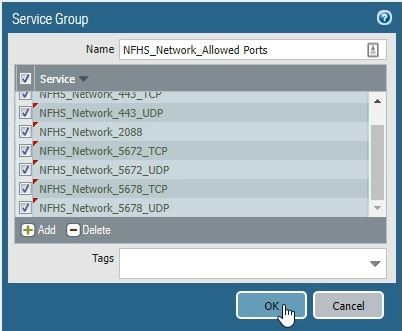 Service Group
Name NFHS_Network_Allowed Ports
Service
NFHS_Network_443_TCP
NFHS_Network_443_UDP
NFHS_Network_2088
NFHS_Network_5672_TCP
NFHS_Network_5672_UDP
NFHS_Network_5678_TCP
NFHS_Network_5678_UDP
Add Delete
Tags
OK Cancel